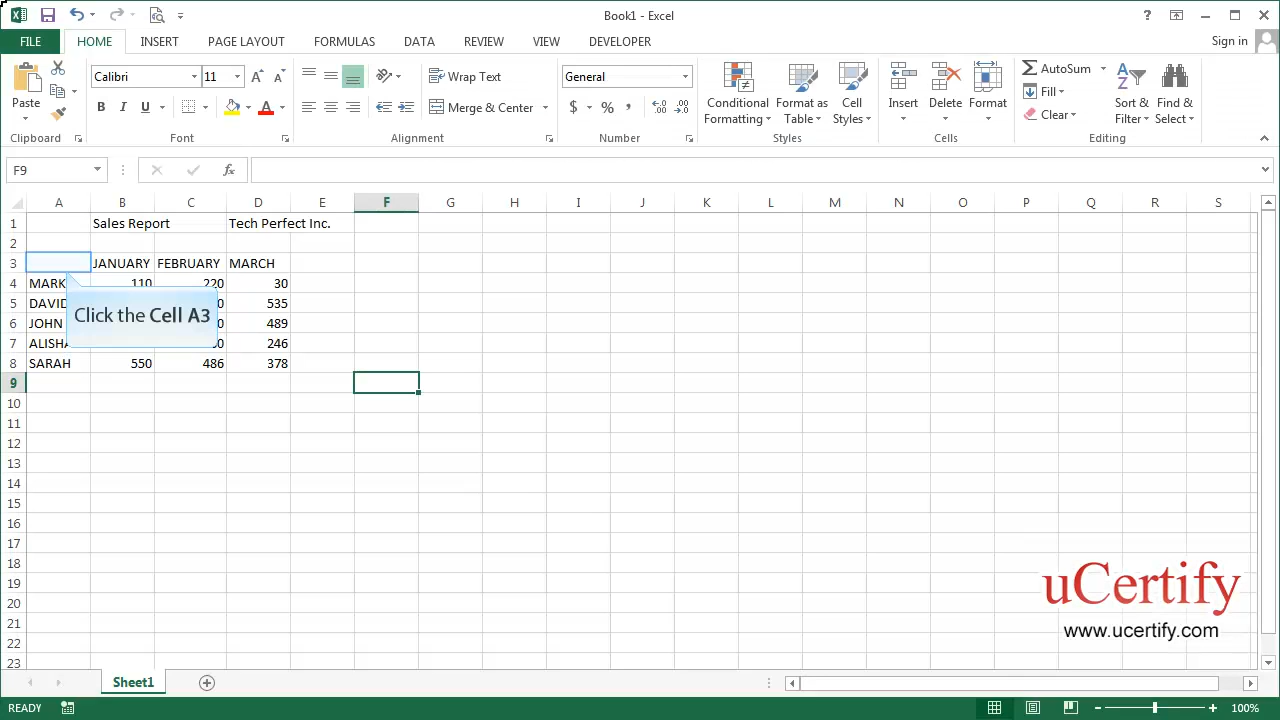 Book1 - Excel
FILE HOME INSERT PAGE LAYOUT FORMULAS DATA REVIEW VIEW DEVELOPER Sign in
Calibri 11 Wrap Text General AutoSum
Paste Conditional Formatting Format as Table Cell Styles Insert Delete Format Fill Sort & Filter Find & Select
B I U A Merge & Center $ % , Clear
Clipboard Font Alignment Number Styles Cells Editing
F9 fx
A B C D E F G H I J K L M N O P Q R S
1 Sales Report Tech Perfect Inc.
2
3 JANUARY FEBRUARY MARCH
4 MARK 110 220 30
5 DAVID 535
Click the Cell A3
6 JOHN 489
7 ALISHA 246
8 SARAH 550 486 378
9
10
11
12
13
14
15
16
17
18
19
20
21
22
23
uCertify
www.ucertify.com
Sheet1
READY 100%